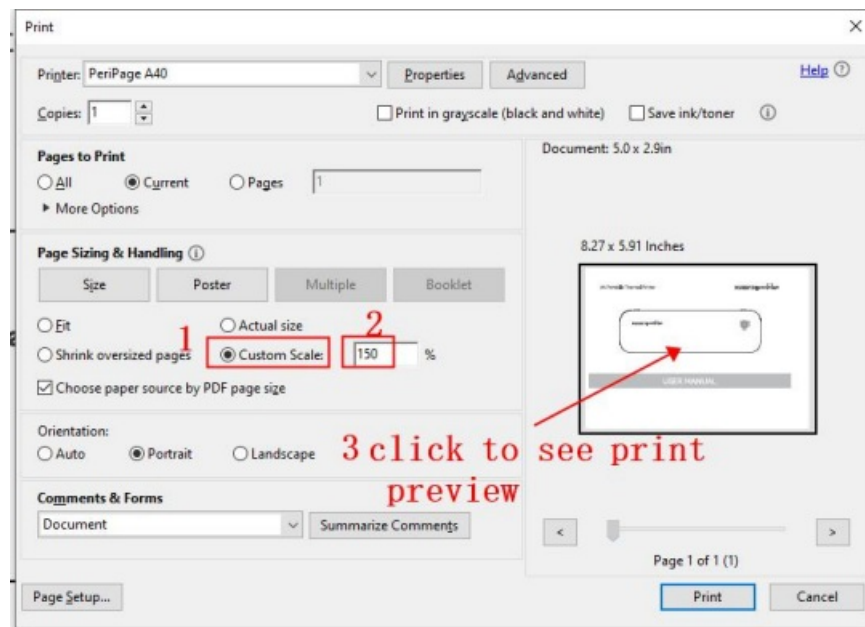 Print
Printer: PeriPage A40 Properties Advanced Help
Copies: 1 Print in grayscale (black and white) Save ink/toner
Pages to Print
All Current Pages 1
More Options
Page Sizing & Handling
Size Poster Multiple Booklet
Fit Actual size
Shrink oversized pages Custom Scale: 150 %
Choose paper source by PDF page size
Orientation:
Auto Portrait Landscape
Comments & Forms
Document Summarize Comments
Page Setup...
Document: 5.0 x 2.9in
8.27 x 5.91 Inches
USER MANUAL
1
2
3 click to see print
preview
< >
Page 1 of 1 (1)
Print Cancel